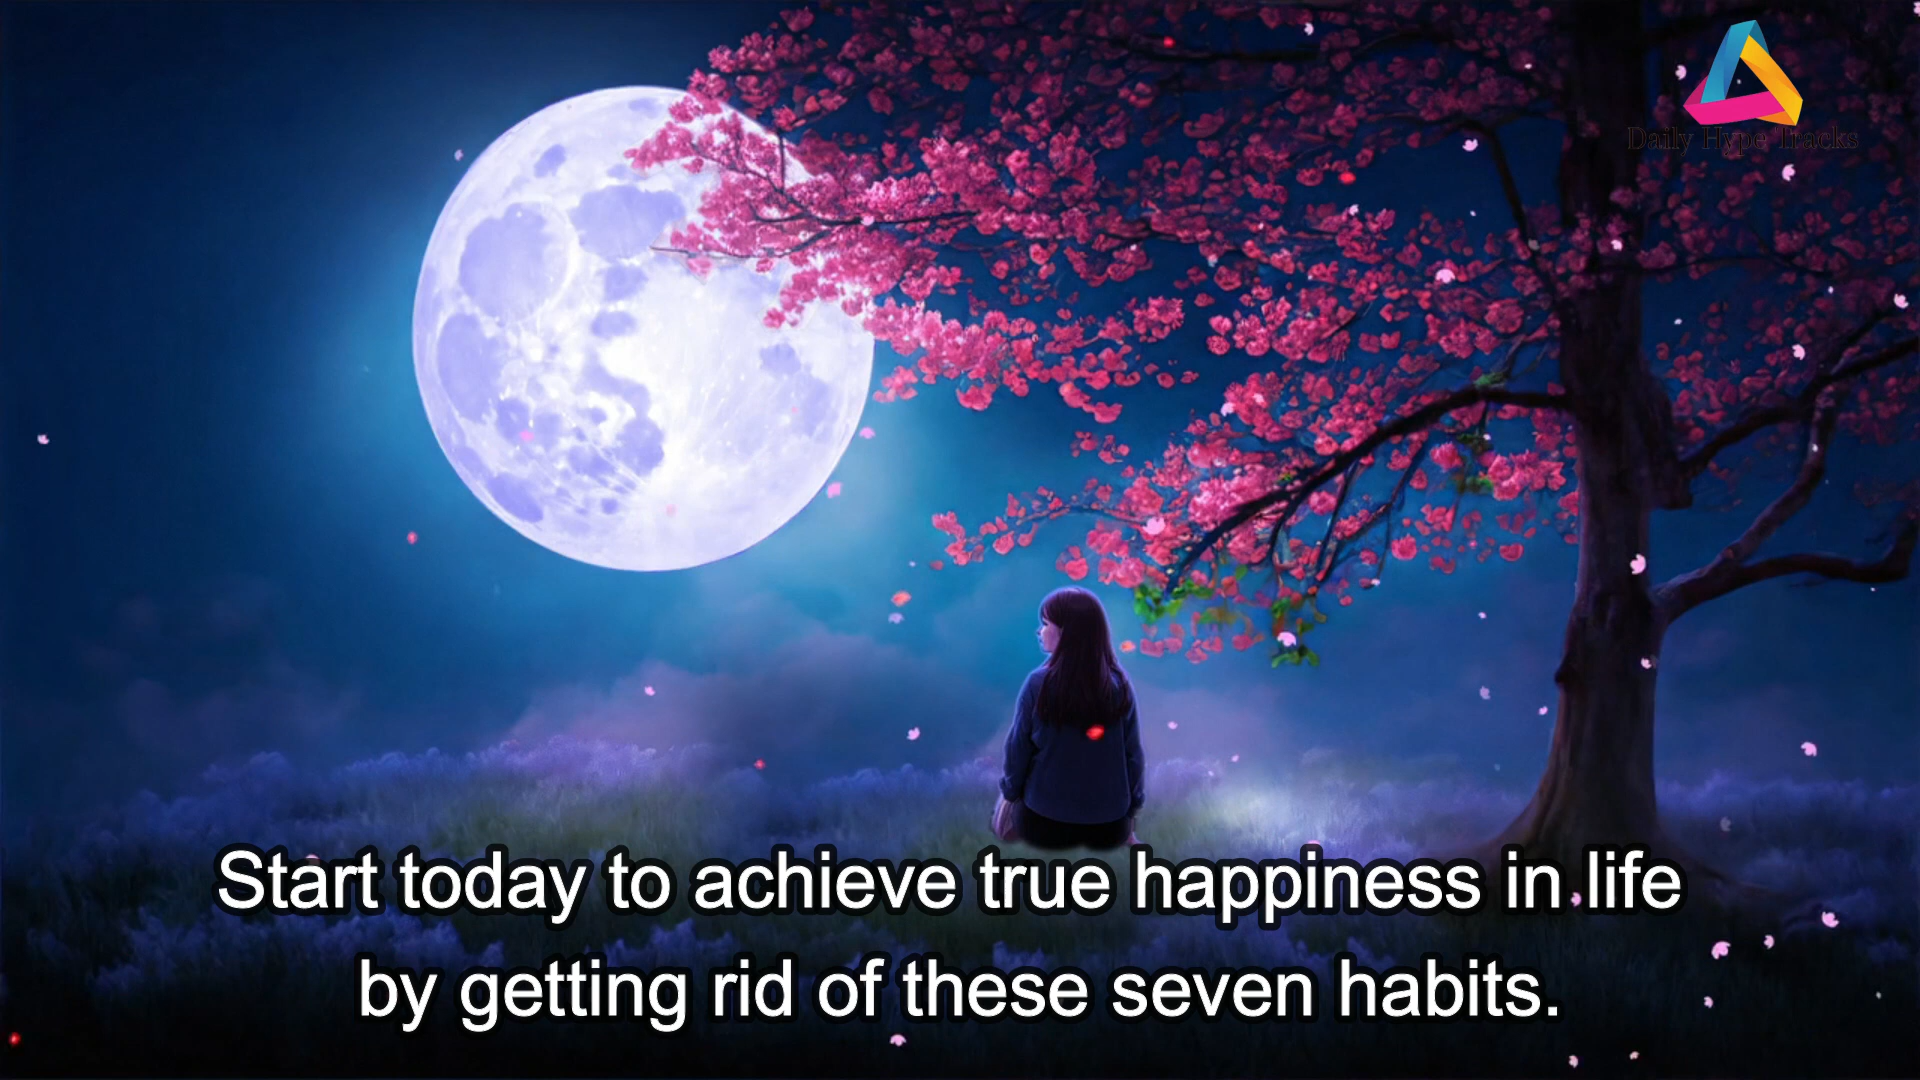 Daily Hype Tracks
Start today to achieve true happiness in life
by getting rid of these seven habits.